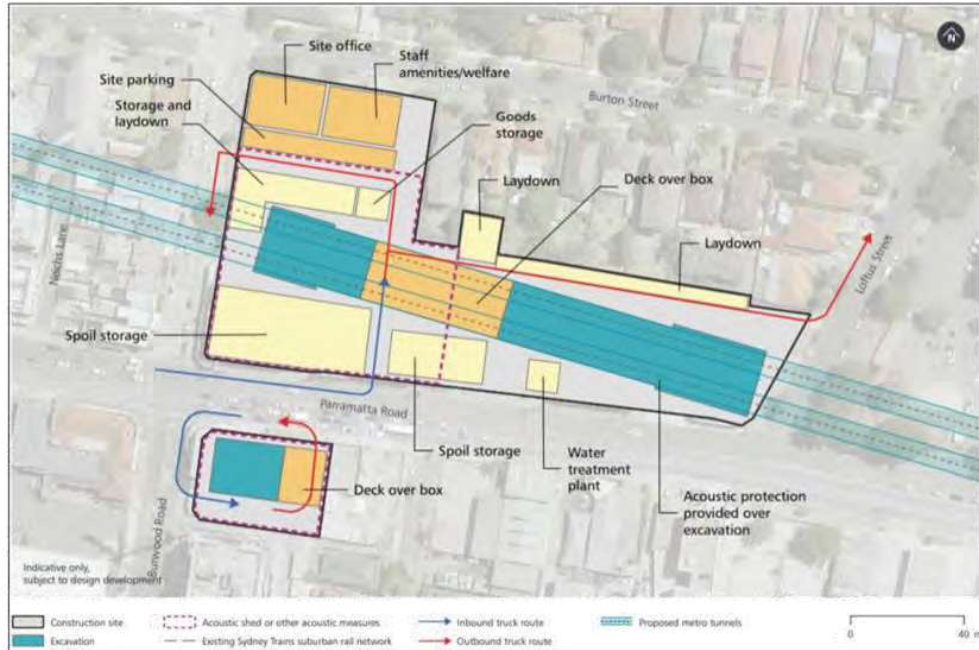 N
Site office
Staff
amenities/welfare
Site parking
Storage and
laydown
Goods
storage
Burton Street
Laydown
Deck over box
Laydown
Loftus Street
Neichs Lane
Spoil storage
Parramatta Road
Spoil storage
Water
treatment
plant
Deck over box
Acoustic protection
provided over
excavation
Burwood Road
Indicative only,
subject to design development
Construction site
Acoustic shed or other acoustic measures
Inbound truck route
Proposed metro tunnels
Excavation
Existing Sydney Trains suburban rail network
Outbound truck route
0
40 m